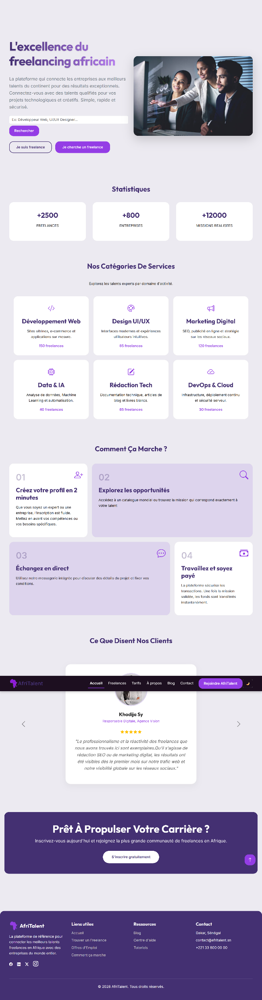 L'excellence du
freelancing africain
La plateforme qui connecte les entreprises aux meilleurs
talents du continent pour des résultats exceptionnels.
Connectez-vous avec des talents qualifiés pour vos
projets technologiques et créatifs. Simple, rapide et
sécurisé.
Ex: Développeur Web, UI/UX Designer...
Rechercher
Je suis freelance
Je cherche un freelance
Statistiques
+2500
FREELANCES
+800
ENTREPRISES
+12000
MISSIONS REALISEES
Nos Catégories De Services
Explorez les talents experts par domaine d'activité.
Développement Web
Sites vitrines, e-commerce et
applications sur mesure.
150 freelances
Design UI/UX
Interfaces modernes et expériences
utilisateurs intuitives.
85 freelances
Marketing Digital
SEO, publicité en ligne et stratégie
sur les réseaux sociaux.
120 freelances
Data & IA
Analyse de données, Machine
Learning et automatisation.
40 freelances
Rédaction Tech
Documentation technique, articles de
blog et livres blancs.
65 freelances
DevOps & Cloud
Infrastructure, déploiement continu
et sécurité serveur.
30 freelances
Comment Ça Marche ?
01
Créez votre profil en 2
minutes
Que vous soyez un expert ou une
entreprise, l'inscription est fluide.
Mettez en avant vos compétences ou
vos besoins spécifiques.
02
Explorez les opportunités
Accédez à un catalogue mondial ou trouvez la mission qui correspond exactement à
votre talent
03
Échangez en direct
Utilisez notre messagerie intégrée pour discuter des détails du projet et fixer vos
conditions.
04
Travaillez et soyez
payé
La plateforme sécurise les
transactions. Une fois la mission
validée, les fonds sont transférés
instantanément.
Ce Que Disent Nos Clients
AfriTalent
Accueil
Freelances
Tarifs
À propos
Blog
Contact
Rejoindre AfriTalent
Khadija Sy
Responsable Digitale, Agence Vision
"Le professionnalisme et la réactivité des freelances que
nous avons trouvés ici sont exemplaires.Qu'il s'agisse de
rédaction SEO ou de marketing digital, les résultats ont
été visibles dès le premier mois sur notre trafic web et
notre visibilité globale sur les réseaux sociaux."
Prêt À Propulser Votre Carrière ?
Inscrivez-vous aujourd'hui et rejoignez la plus grande communauté de freelances en Afrique.
S'inscrire gratuitement
AfriTalent
La plateforme de référence pour
connecter les meilleurs talents
freelances en Afrique avec des
entreprises du monde entier.
Liens utiles
Accueil
Trouver un Freelance
Offres d'Emploi
Comment ça marche
Ressources
Blog
Centre d'aide
Tutoriels
Contact
Dakar, Sénégal
contact@afritalent.sn
+221 33 800 00 00
© 2026 AfriTalent. Tous droits réservés.